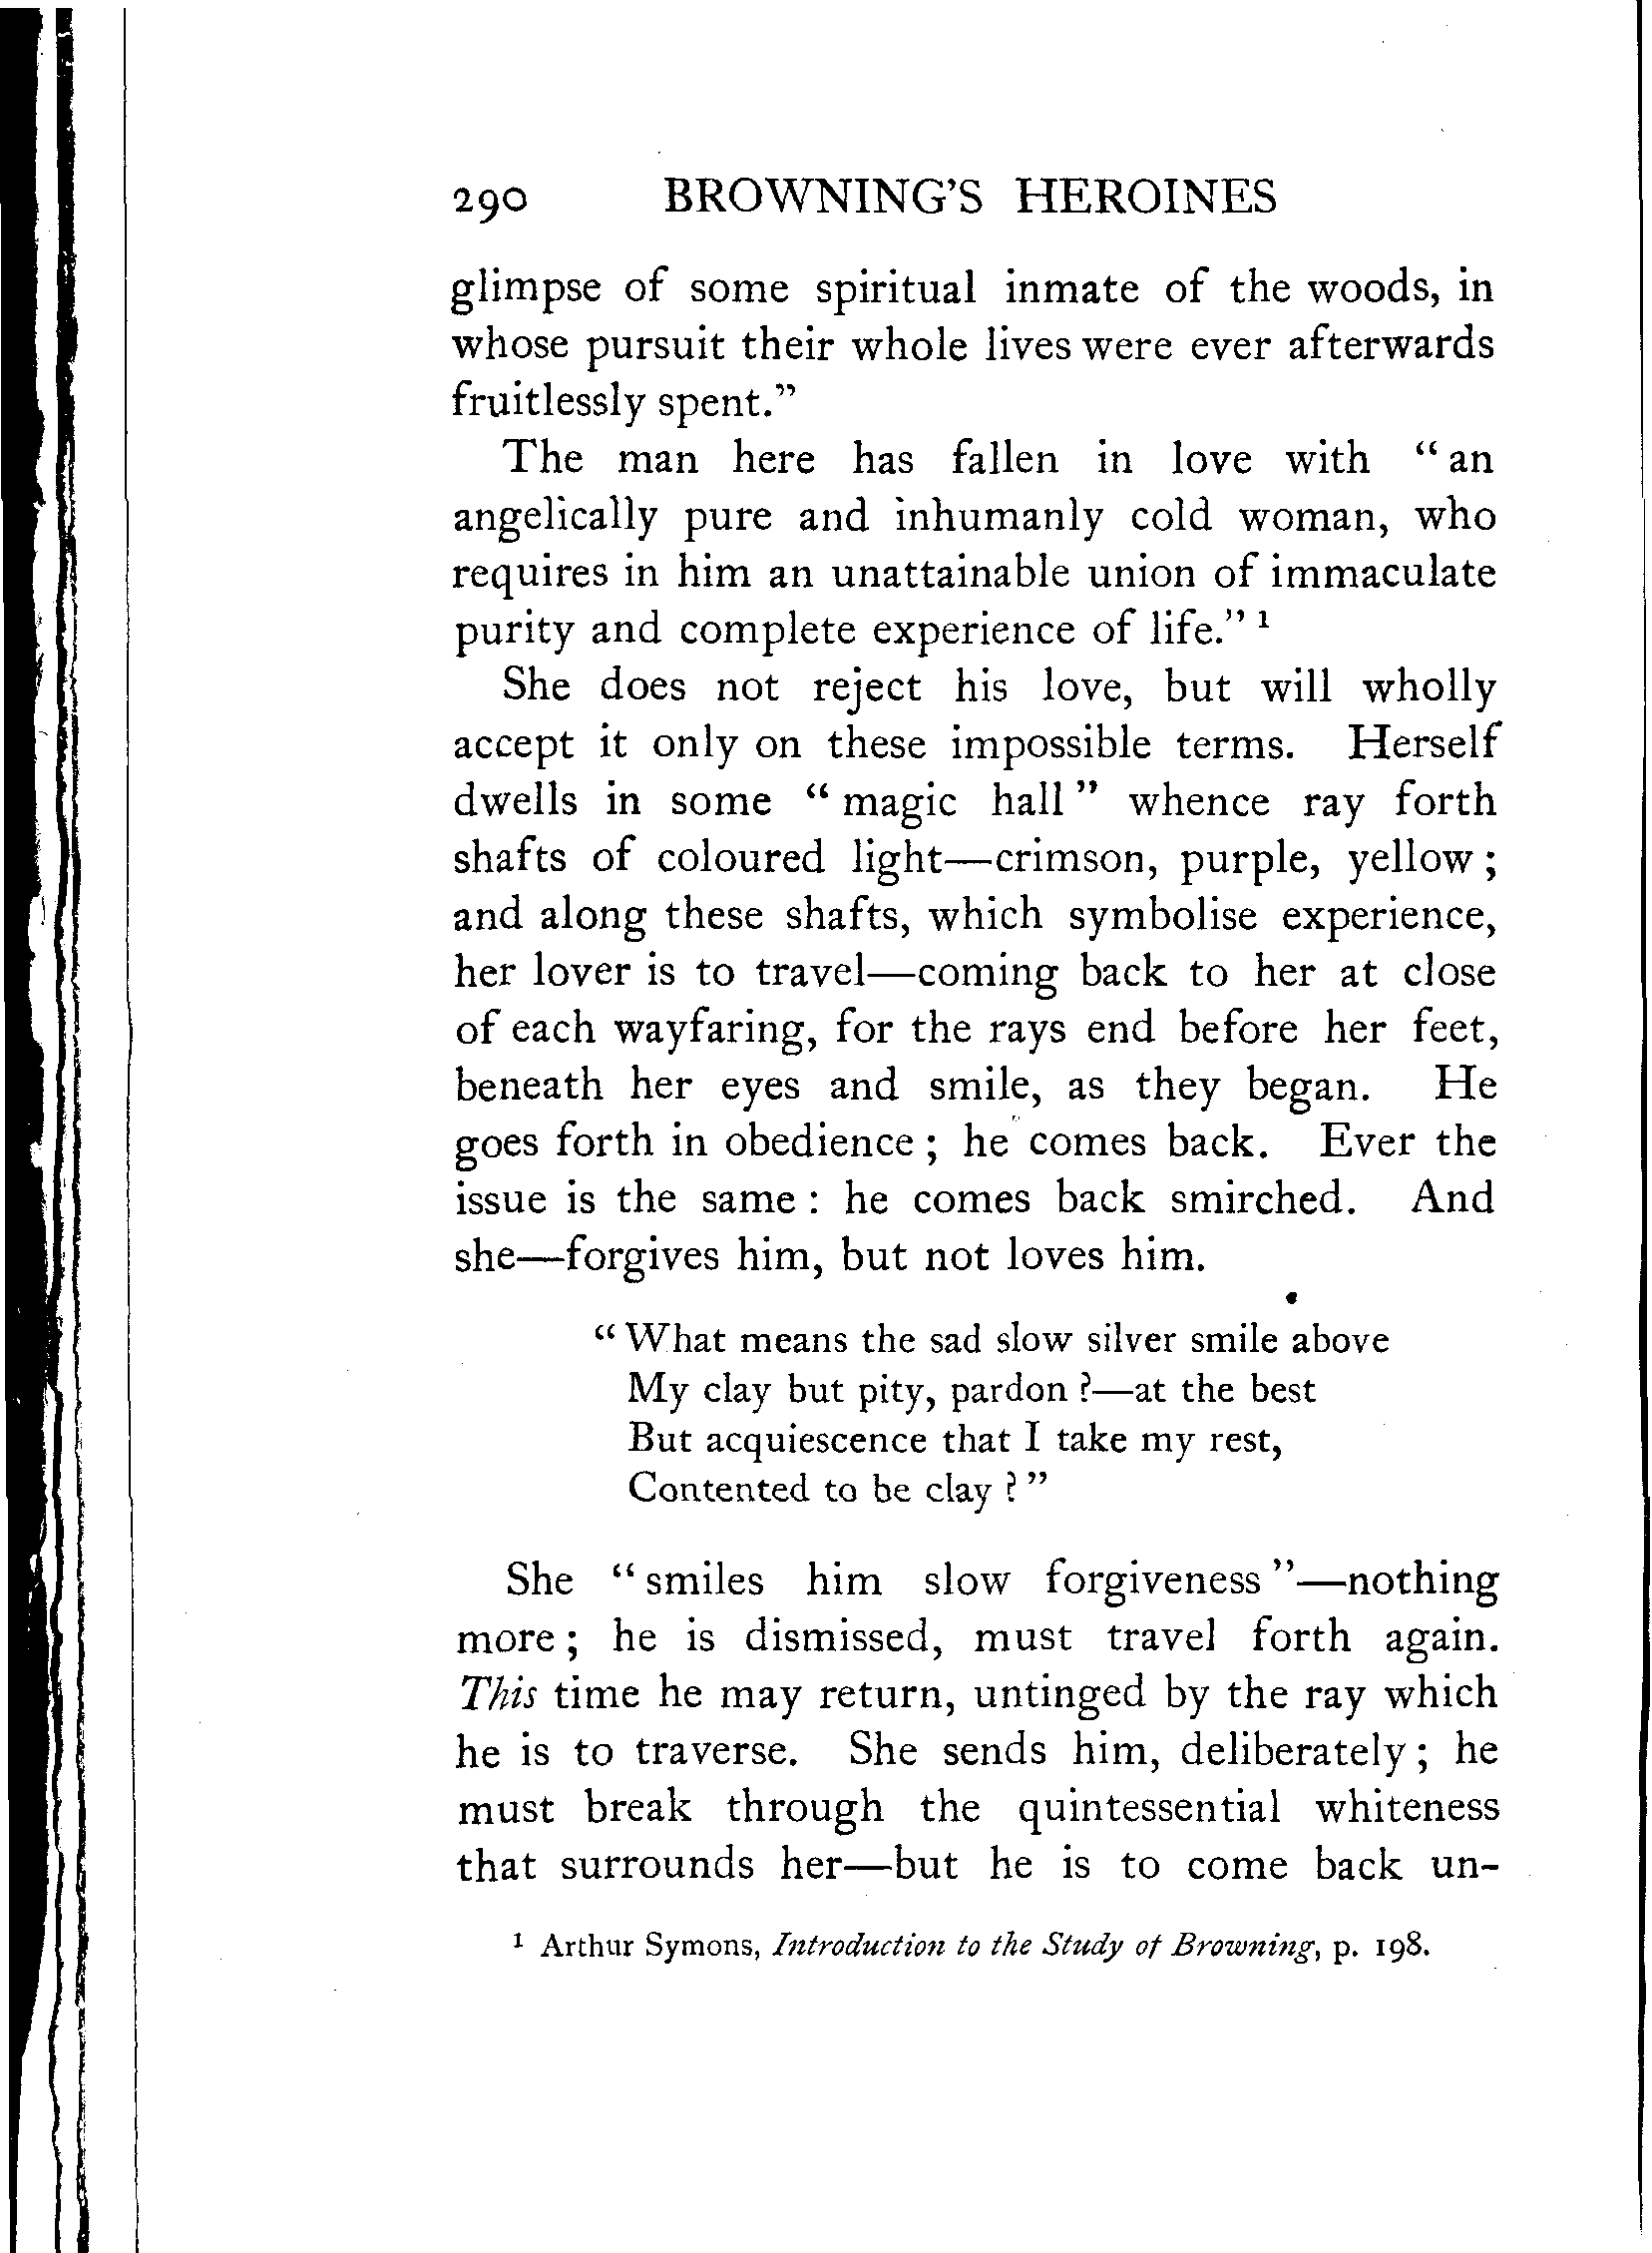 290 BROWNING'S HEROINES
glimpse of some spiritual inmate of the woods, in
whose pursuit their whole lives were ever afterwards
fruitlessly spent."
The man here has fallen in love with "an
angelically pure and inhumanly cold woman, who
requires in him an unattainable union of immaculate
purity and complete experience of life." 1
She does not reject his love, but will wholly
accept it only on these impossible terms. Herself
dwells in some "magic hall" whence ray forth
shafts of coloured light—crimson, purple, yellow;
and along these shafts, which symbolise experience,
her lover is to travel—coming back to her at close
of each wayfaring, for the rays end before her feet,
beneath her eyes and smile, as they began. He
goes forth in obedience; he comes back. Ever the
issue is the same: he comes back smirched. And
she—forgives him, but not loves him.
"What means the sad slow silver smile above
My clay but pity, pardon?—at the best
But acquiescence that I take my rest,
Contented to be clay?"
She "smiles him slow forgiveness"—nothing
more; he is dismissed, must travel forth again.
This time he may return, untinged by the ray which
he is to traverse. She sends him, deliberately; he
must break through the quintessential whiteness
that surrounds her—but he is to come back un-
1 Arthur Symons, Introduction to the Study of Browning, p. 198.